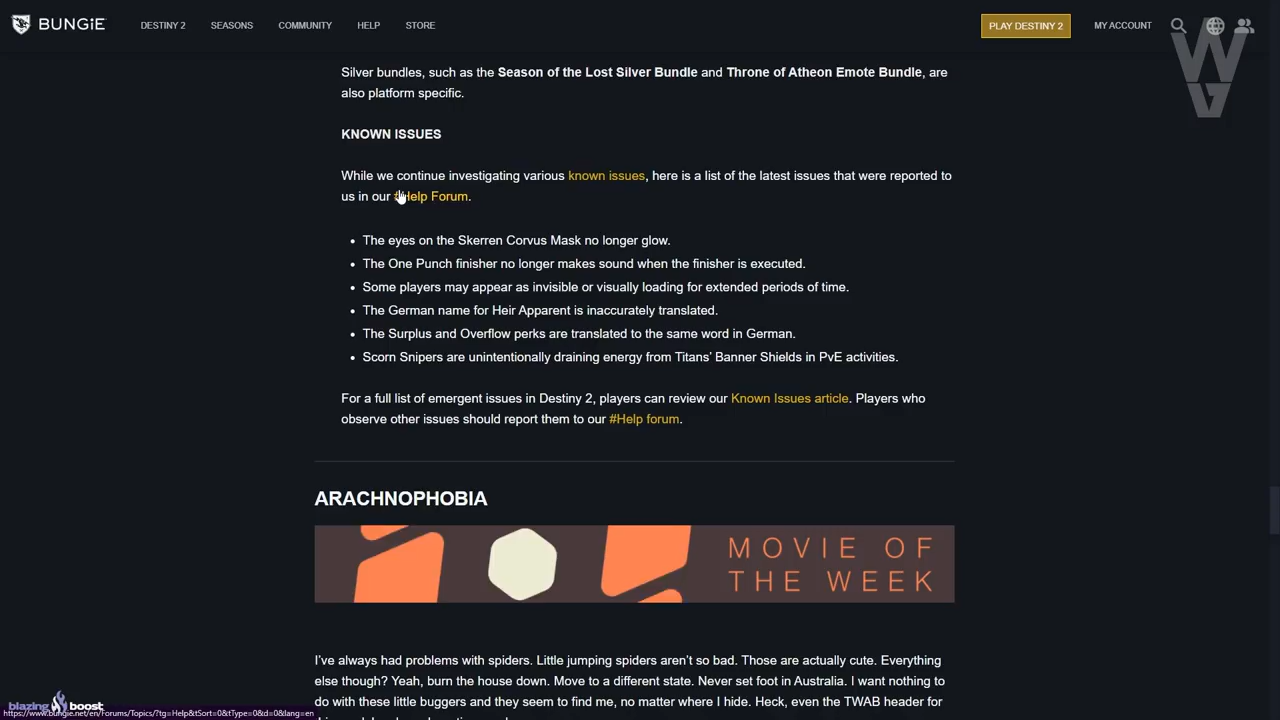 BUNGiE DESTINY 2 SEASONS COMMUNITY HELP STORE PLAY DESTINY 2 MY ACCOUNT
Silver bundles, such as the Season of the Lost Silver Bundle and Throne of Atheon Emote Bundle, are
also platform specific.
KNOWN ISSUES
While we continue investigating various known issues, here is a list of the latest issues that were reported to
us in our #Help Forum.
• The eyes on the Skerren Corvus Mask no longer glow.
• The One Punch finisher no longer makes sound when the finisher is executed.
• Some players may appear as invisible or visually loading for extended periods of time.
• The German name for Heir Apparent is inaccurately translated.
• The Surplus and Overflow perks are translated to the same word in German.
• Scorn Snipers are unintentionally draining energy from Titans' Banner Shields in PvE activities.
For a full list of emergent issues in Destiny 2, players can review our Known Issues article. Players who
observe other issues should report them to our #Help forum.
ARACHNOPHOBIA
MOVIE OF
THE WEEK
I've always had problems with spiders. Little jumping spiders aren't so bad. Those are actually cute. Everything
else though? Yeah, burn the house down. Move to a different state. Never set foot in Australia. I want nothing to
do with these little buggers and they seem to find me, no matter where I hide. Heck, even the TWAB header for
blazing boost
https://www.bungie.net/en/Forums/Topics/?tg=Help&tSort=0&tType=0&d=0&lang=en